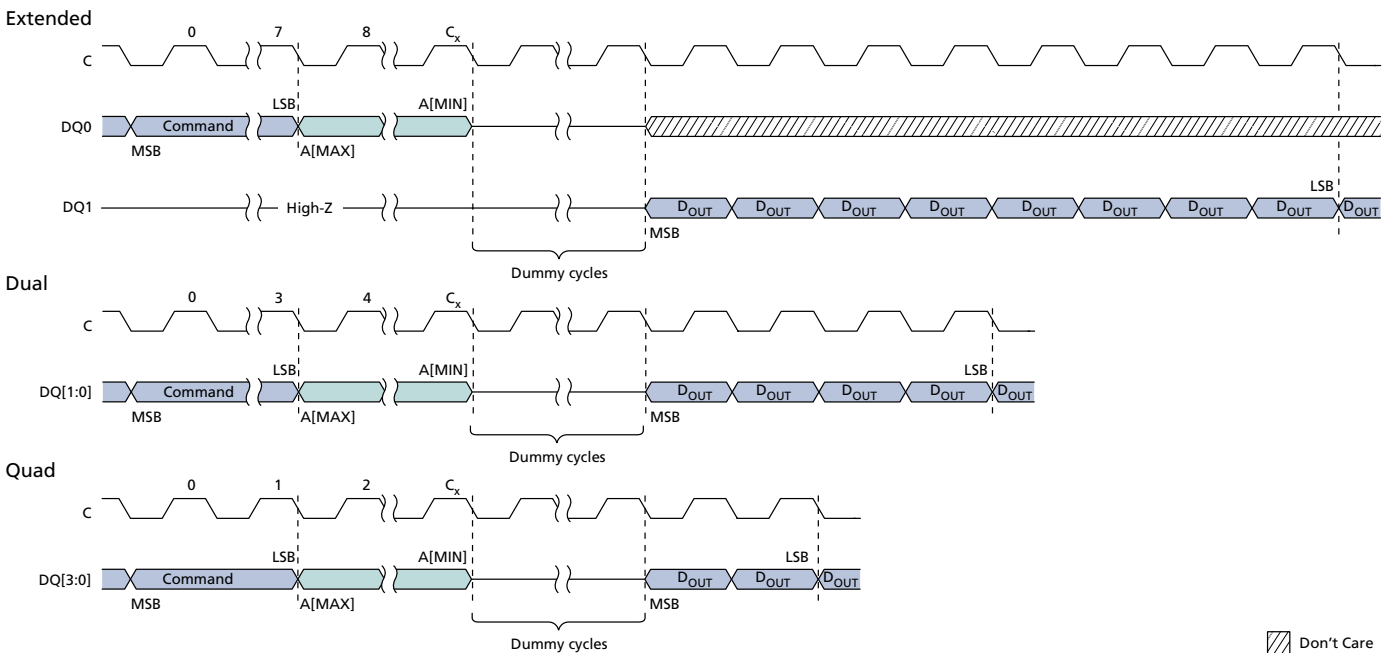 Extended
0 7 8 Cx
C
LSB A[MIN]
DQ0 Command
MSB A[MAX]
LSB
DQ1 High-Z DOUT DOUT DOUT DOUT DOUT DOUT DOUT DOUT DOUT
MSB
Dummy cycles
Dual
0 3 4 Cx
C
LSB A[MIN] LSB
DQ[1:0] Command DOUT DOUT DOUT DOUT DOUT
MSB A[MAX] MSB
Dummy cycles
Quad
0 1 2 Cx
C
LSB A[MIN] LSB
DQ[3:0] Command DOUT DOUT DOUT
MSB A[MAX] MSB
Dummy cycles
Don't Care